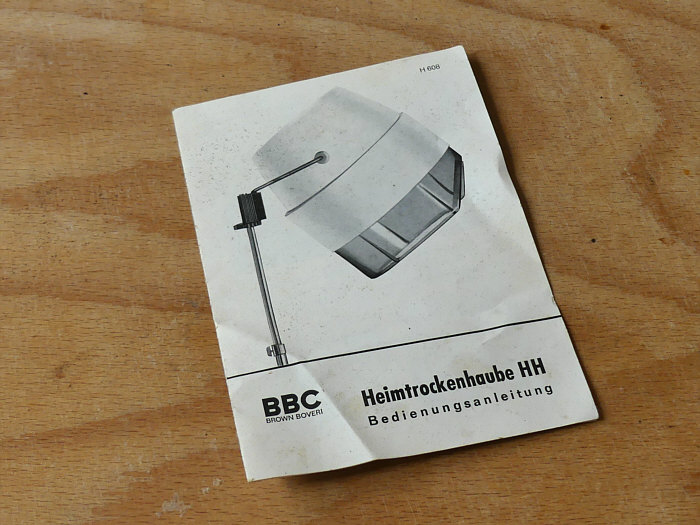 H 608
BBC
BROWN BOVERI
Heimtrockenhaube HH
Bedienungsanleitung